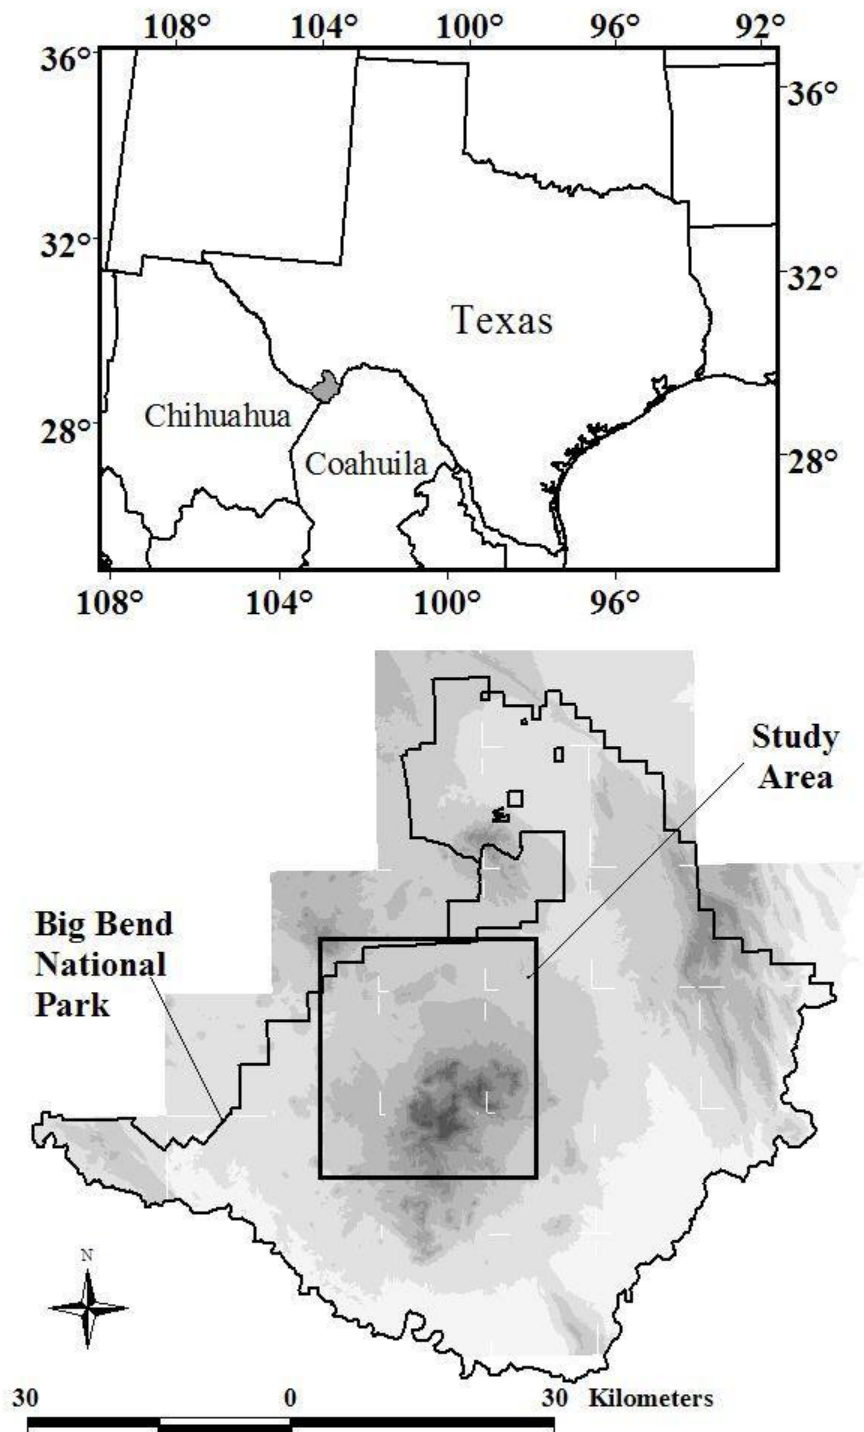 108° 104° 100° 96° 92°
36°
36°
32°
32°
Texas
Chihuahua
28°
Coahuila
28°
108° 104° 100° 96°
Study
Area
Big Bend
National
Park
N
30 0 30 Kilometers